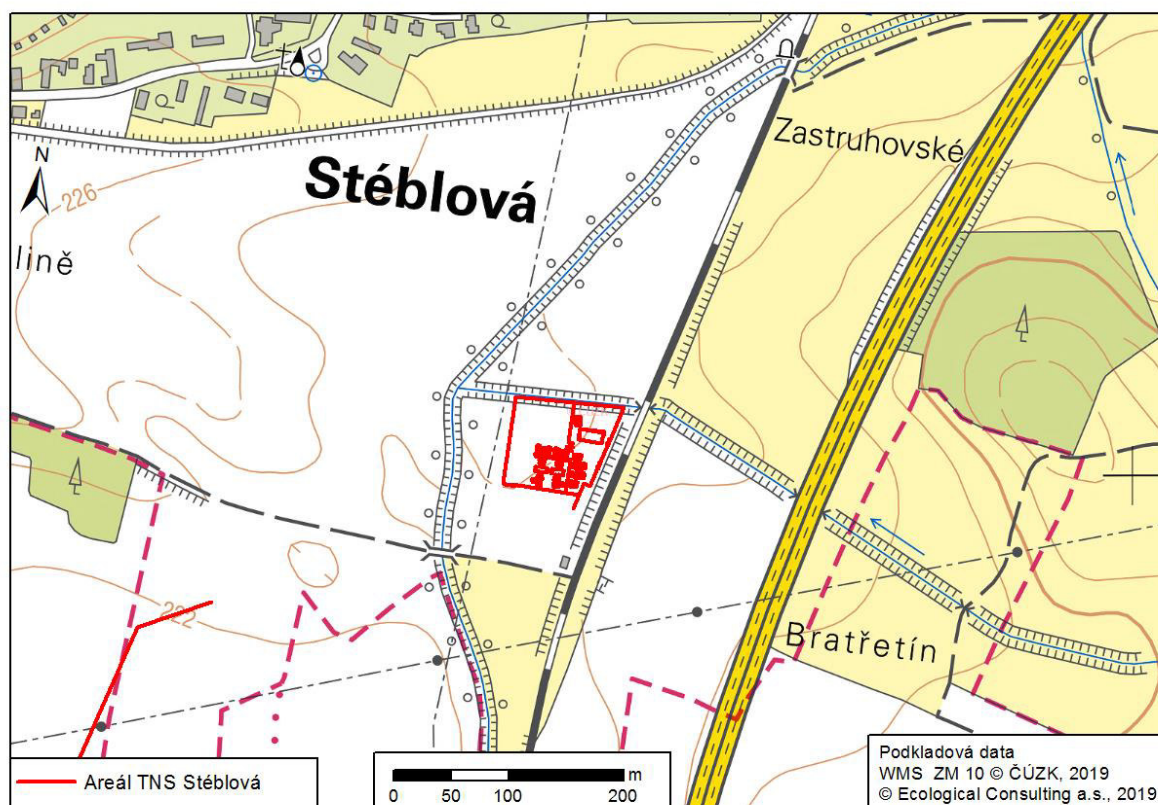 Zastruhovské
N
Stéblová
226
lině
222
Bratřetín
Areál TNS Stéblová
m
0 50 100 200
Podkladová data
WMS ZM 10 © ČÚZK, 2019
© Ecological Consulting a.s., 2019